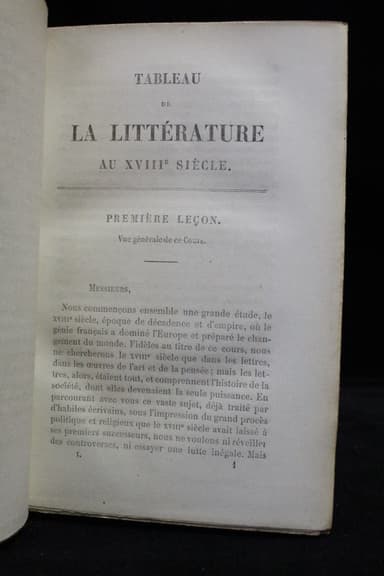 TABLEAU
DE
LA LITTÉRATURE
AU XVIIIᵉ SIÈCLE.
PREMIÈRE LEÇON.
Vue générale de ce Cours.
MESSIEURS,
Nous commençons ensemble une grande étude, le
XVIIIᵉ siècle, époque de décadence et d'empire, où le
génie français a dominé l'Europe et préparé le chan-
gement du monde. Fidèles au titre de ce cours, nous
ne chercherons le XVIIIᵉ siècle que dans les lettres,
dans les œuvres de l'art et de la pensée; mais les let-
tres, alors, étaient tout, et comprennent l'histoire de la
société, dont elles devenaient la seule puissance. En
parcourant avec vous ce vaste sujet, déjà traité par
d'habiles écrivains, sous l'impression du grand procès
politique et religieux que le XVIIIᵉ siècle avait laissé à
ses premiers successeurs, nous ne voulons ni réveiller
des controverses, ni essayer une lutte inégale. Mais
I. 1